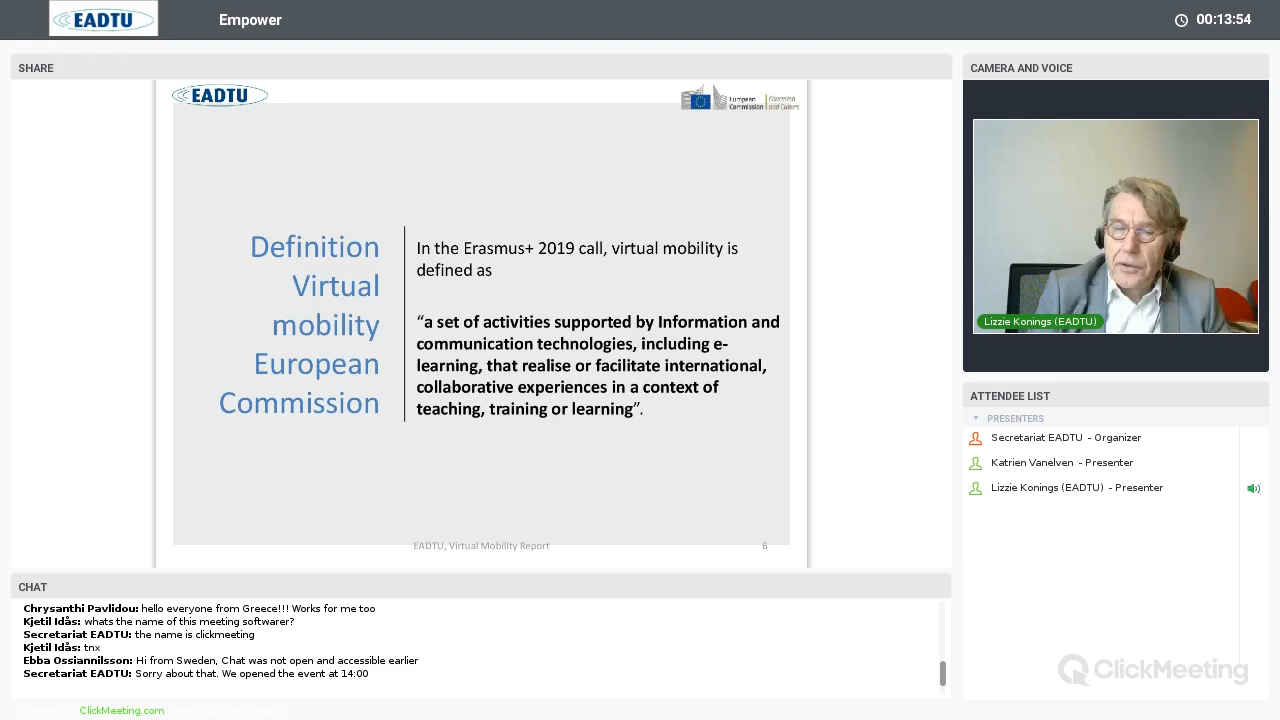 EADTU
Empower
00:13:54
SHARE
CAMERA AND VOICE
EADTU
European
Commission
Education
and Culture
Definition
Virtual
mobility
European
Commission
In the Erasmus+ 2019 call, virtual mobility is
defined as
“a set of activities supported by Information and
communication technologies, including e-
learning, that realise or facilitate international,
collaborative experiences in a context of
teaching, training or learning”.
EADTU, Virtual Mobility Report
6
Lizzie Konings (EADTU)
ATTENDEE LIST
PRESENTERS
Secretariat EADTU - Organizer
Katrien Vanelven - Presenter
Lizzie Konings (EADTU) - Presenter
CHAT
Chrysanthi Pavlidou: hello everyone from Greece!!! Works for me too
Kjetil Idås: whats the name of this meeting softwarer?
Secretariat EADTU: the name is clickmeeting
Kjetil Idås: tnx
Ebba Ossiannilsson: Hi from Sweden, Chat was not open and accessible earlier
Secretariat EADTU: Sorry about that. We opened the event at 14:00
ClickMeeting
ClickMeeting.com